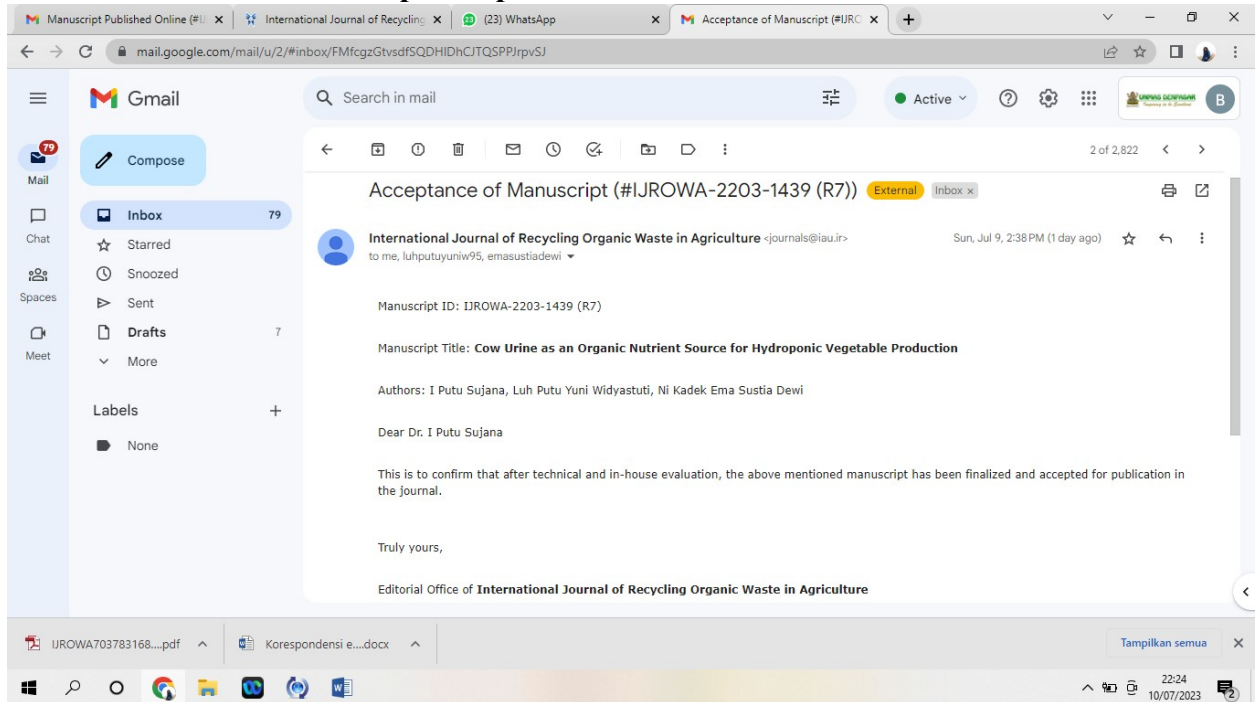 Manuscript Published Online (#IJ
International Journal of Recycling
(23) WhatsApp
Acceptance of Manuscript (#IJRO
mail.google.com/mail/u/2/#inbox/FMfcgzGtvsdfSQDHIDhCJTQSPPJrpvSJ
Gmail
Search in mail
Active
UNMAS DENPASAR
B
79
Mail
Chat
Spaces
Meet
Compose
Inbox 79
Starred
Snoozed
Sent
Drafts 7
More
Labels +
None
2 of 2,822
Acceptance of Manuscript (#IJROWA-2203-1439 (R7)) External Inbox x
International Journal of Recycling Organic Waste in Agriculture <journals@iau.ir> Sun, Jul 9, 2:38 PM (1 day ago)
to me, luhputuyuniw95, emasustiadewi
Manuscript ID: IJROWA-2203-1439 (R7)
Manuscript Title: Cow Urine as an Organic Nutrient Source for Hydroponic Vegetable Production
Authors: I Putu Sujana, Luh Putu Yuni Widyastuti, Ni Kadek Ema Sustia Dewi
Dear Dr. I Putu Sujana
This is to confirm that after technical and in-house evaluation, the above mentioned manuscript has been finalized and accepted for publication in
the journal.
Truly yours,
Editorial Office of International Journal of Recycling Organic Waste in Agriculture
IJROWA703783168....pdf
Korespondensi e....docx
Tampilkan semua
22:24
10/07/2023
2